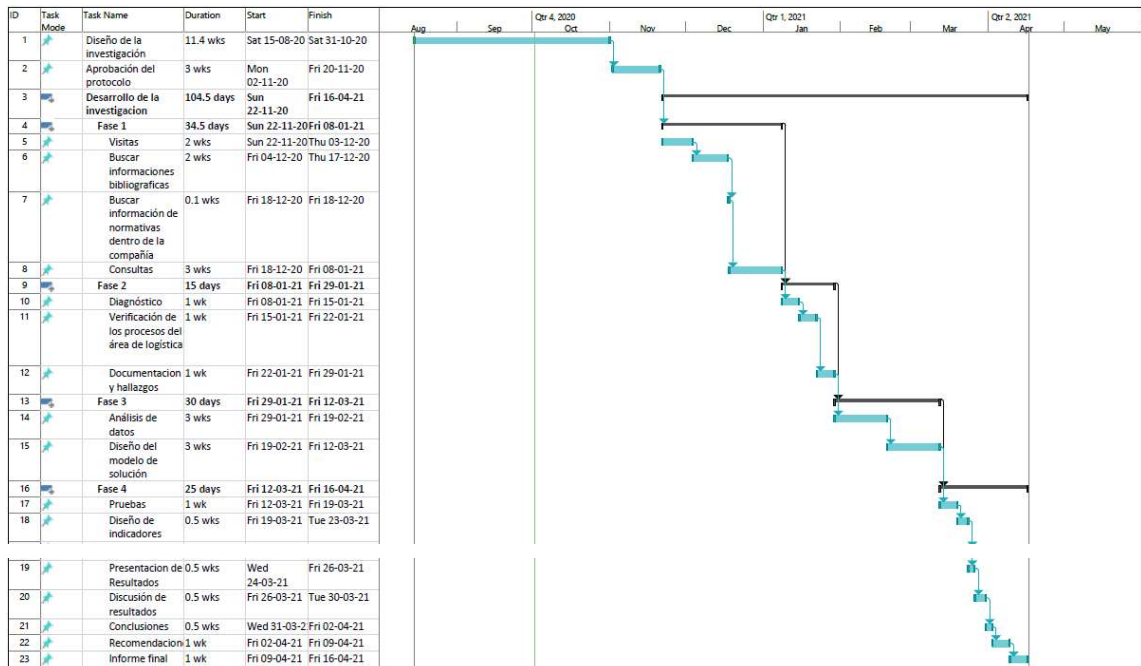 ID Task Mode Task Name Duration Start Finish
Qtr 4, 2020 Qtr 1, 2021 Qtr 2, 2021
Aug Sep Oct Nov Dec Jan Feb Mar Apr May
1 Diseño de la investigación 11.4 wks Sat 15-08-20 Sat 31-10-20
2 Aprobación del protocolo 3 wks Mon 02-11-20 Fri 20-11-20
3 Desarrollo de la investigacion 104.5 days Sun 22-11-20 Fri 16-04-21
4 Fase 1 34.5 days Sun 22-11-20 Fri 08-01-21
5 Visitas 2 wks Sun 22-11-20 Thu 03-12-20
6 Buscar informaciones bibliograficas 2 wks Fri 04-12-20 Thu 17-12-20
7 Buscar información de normativas dentro de la compañía 0.1 wks Fri 18-12-20 Fri 18-12-20
8 Consultas 3 wks Fri 18-12-20 Fri 08-01-21
9 Fase 2 15 days Fri 08-01-21 Fri 29-01-21
10 Diagnóstico 1 wk Fri 08-01-21 Fri 15-01-21
11 Verificación de los procesos del área de logística 1 wk Fri 15-01-21 Fri 22-01-21
12 Documentacion y hallazgos 1 wk Fri 22-01-21 Fri 29-01-21
13 Fase 3 30 days Fri 29-01-21 Fri 12-03-21
14 Análisis de datos 3 wks Fri 29-01-21 Fri 19-02-21
15 Diseño del modelo de solución 3 wks Fri 19-02-21 Fri 12-03-21
16 Fase 4 25 days Fri 12-03-21 Fri 16-04-21
17 Pruebas 1 wk Fri 12-03-21 Fri 19-03-21
18 Diseño de indicadores 0.5 wks Fri 19-03-21 Tue 23-03-21
19 Presentacion de Resultados 0.5 wks Wed 24-03-21 Fri 26-03-21
20 Discusión de resultados 0.5 wks Fri 26-03-21 Tue 30-03-21
21 Conclusiones 0.5 wks Wed 31-03-2 Fri 02-04-21
22 Recomendacion 1 wk Fri 02-04-21 Fri 09-04-21
23 Informe final 1 wk Fri 09-04-21 Fri 16-04-21